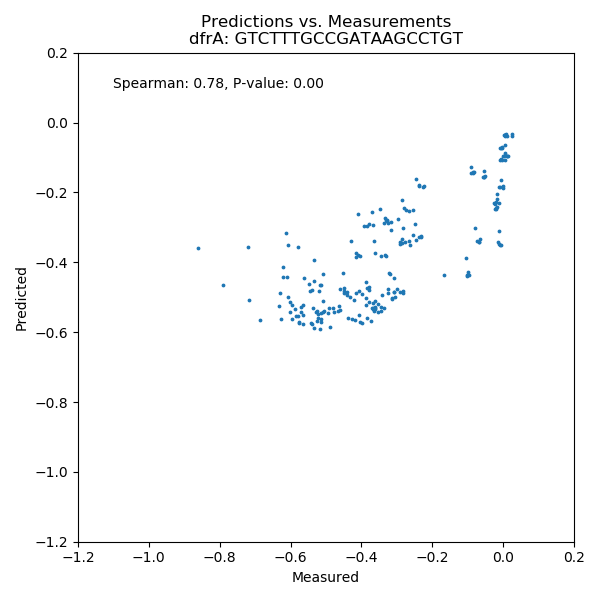 Predictions vs. Measurements
dfrA: GTCTTTGCCGATAAGCCTGT
Spearman: 0.78, P-value: 0.00
0.2
0.0
−0.2
−0.4
−0.6
−0.8
−1.0
−1.2
Predicted
−1.2 −1.0 −0.8 −0.6 −0.4 −0.2 0.0 0.2
Measured